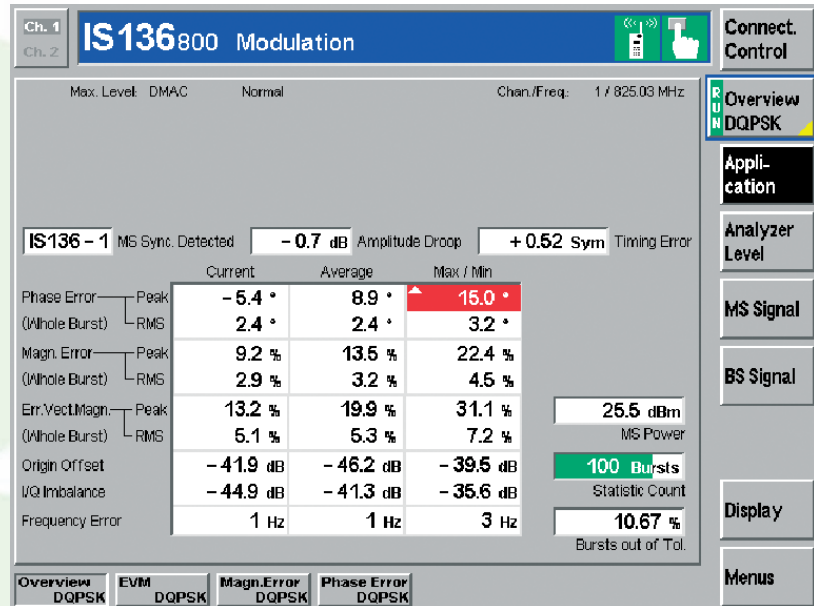 Ch. 1
Ch. 2
IS136800 Modulation
Connect. Control
Max. Level: DMAC Normal Chan./Freq.: 1 / 825.03 MHz
RUN
Overview DQPSK
Appli-
cation
Analyzer Level
MS Signal
BS Signal
Display
Menus
IS136 – 1 MS Sync. Detected – 0.7 dB Amplitude Droop + 0.52 Sym Timing Error
Current Average Max / Min
Phase Error Peak – 5.4 ° 8.9 ° 15.0 °
(Whole Burst) RMS 2.4 ° 2.4 ° 3.2 °
Magn. Error Peak 9.2 % 13.5 % 22.4 %
(Whole Burst) RMS 2.9 % 3.2 % 4.5 %
Err.Vect.Magn. Peak 13.2 % 19.9 % 31.1 % 25.5 dBm
(Whole Burst) RMS 5.1 % 5.3 % 7.2 % MS Power
Origin Offset – 41.9 dB – 46.2 dB – 39.5 dB 100 Bursts
I/Q Imbalance – 44.9 dB – 41.3 dB – 35.6 dB Statistic Count
Frequency Error 1 Hz 1 Hz 3 Hz 10.67 %
Bursts out of Tol.
Overview DQPSK
EVM DQPSK
Magn.Error DQPSK
Phase Error DQPSK